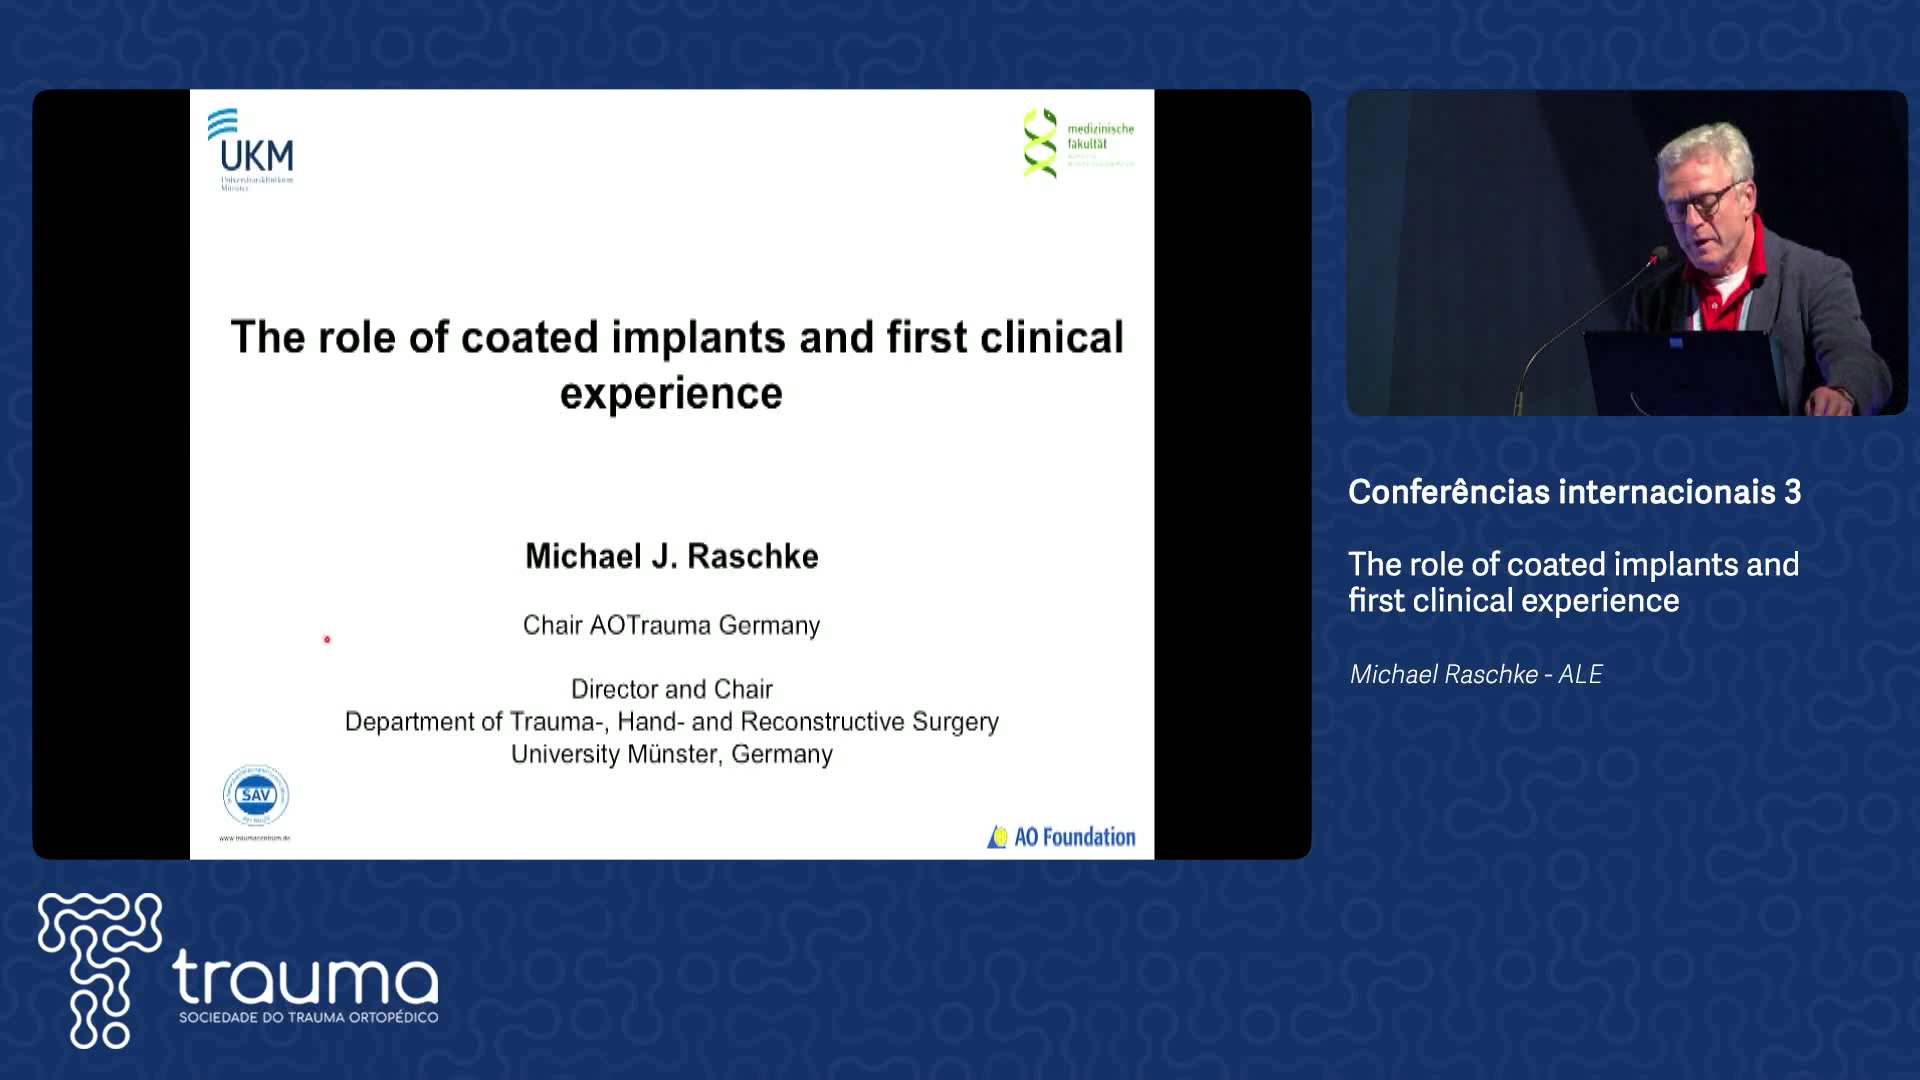 UKM
Universitätsklinikum
Münster
medizinische
fakultät
The role of coated implants and first clinical
experience
Michael J. Raschke
Chair AOTrauma Germany
Director and Chair
Department of Trauma-, Hand- and Reconstructive Surgery
University Münster, Germany
SAV
www.traumazentrum.de
AO Foundation
Conferências internacionais 3
The role of coated implants and
first clinical experience
Michael Raschke - ALE
trauma
SOCIEDADE DO TRAUMA ORTOPÉDICO